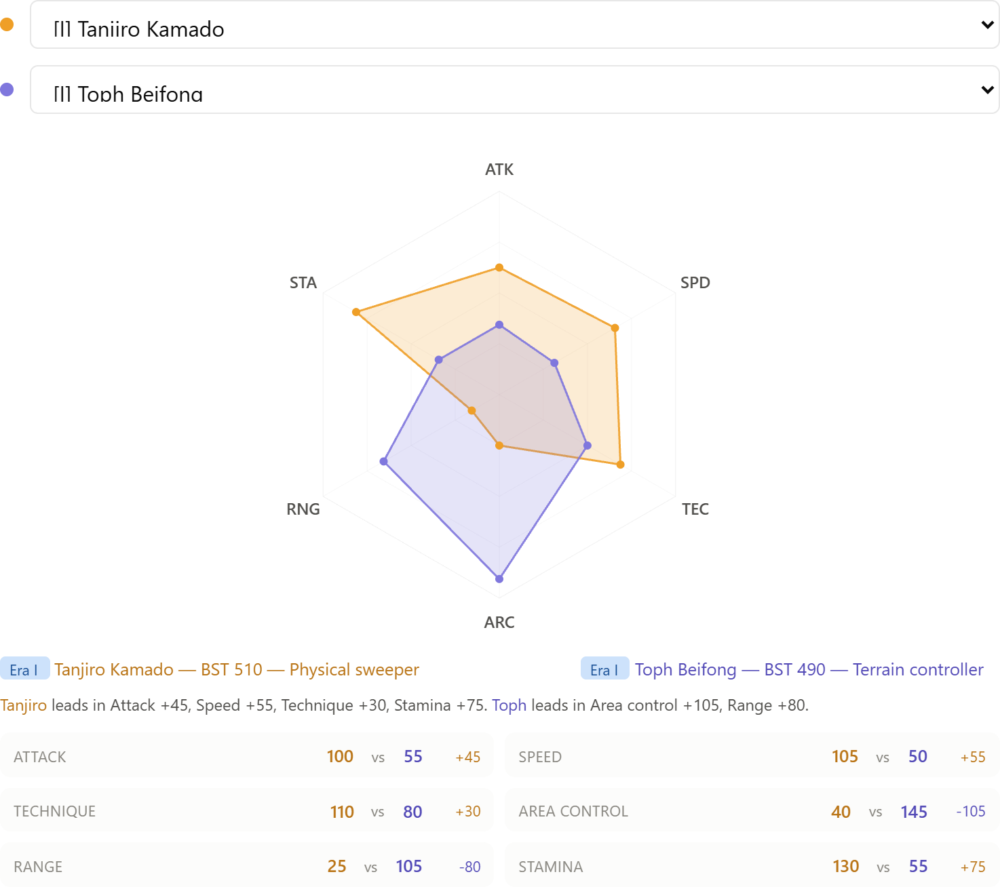 [I] Tanjiro Kamado
[I] Toph Beifong
ATK
STA
SPD
RNG
TEC
ARC
Era I Tanjiro Kamado — BST 510 — Physical sweeper
Era I Toph Beifong — BST 490 — Terrain controller
Tanjiro leads in Attack +45, Speed +55, Technique +30, Stamina +75. Toph leads in Area control +105, Range +80.
ATTACK 100 vs 55 +45
SPEED 105 vs 50 +55
TECHNIQUE 110 vs 80 +30
AREA CONTROL 40 vs 145 -105
RANGE 25 vs 105 -80
STAMINA 130 vs 55 +75